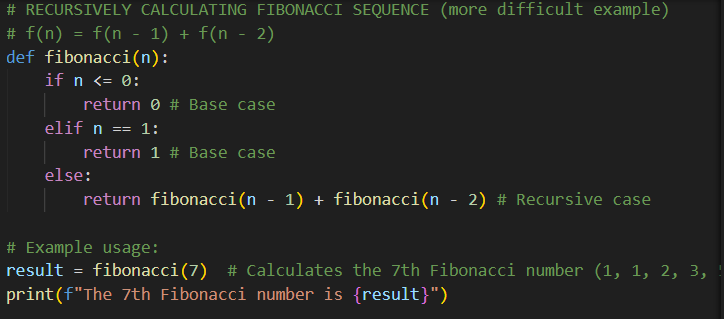 # RECURSIVELY CALCULATING FIBONACCI SEQUENCE (more difficult example)
# f(n) = f(n - 1) + f(n - 2)
def fibonacci(n):
    if n <= 0:
        return 0 # Base case
    elif n == 1:
        return 1 # Base case
    else:
        return fibonacci(n - 1) + fibonacci(n - 2) # Recursive case

# Example usage:
result = fibonacci(7)  # Calculates the 7th Fibonacci number (1, 1, 2, 3,
print(f"The 7th Fibonacci number is {result}")